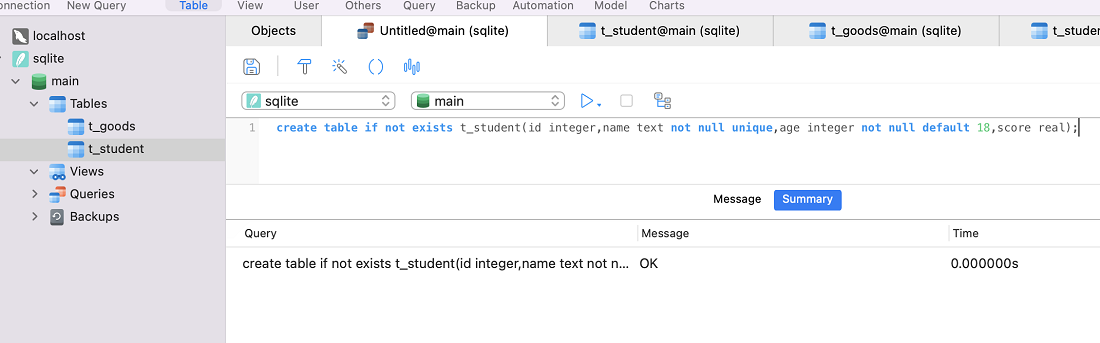 onnection New Query Table View User Others Query Backup Automation Model Charts
localhost
sqlite
main
Tables
t_goods
t_student
Views
Queries
Backups
Objects Untitled@main (sqlite) t_student@main (sqlite) t_goods@main (sqlite) t_studen
sqlite main
1 create table if not exists t_student(id integer,name text not null unique,age integer not null default 18,score real);
Message Summary
Query Message Time
create table if not exists t_student(id integer,name text not n... OK 0.000000s